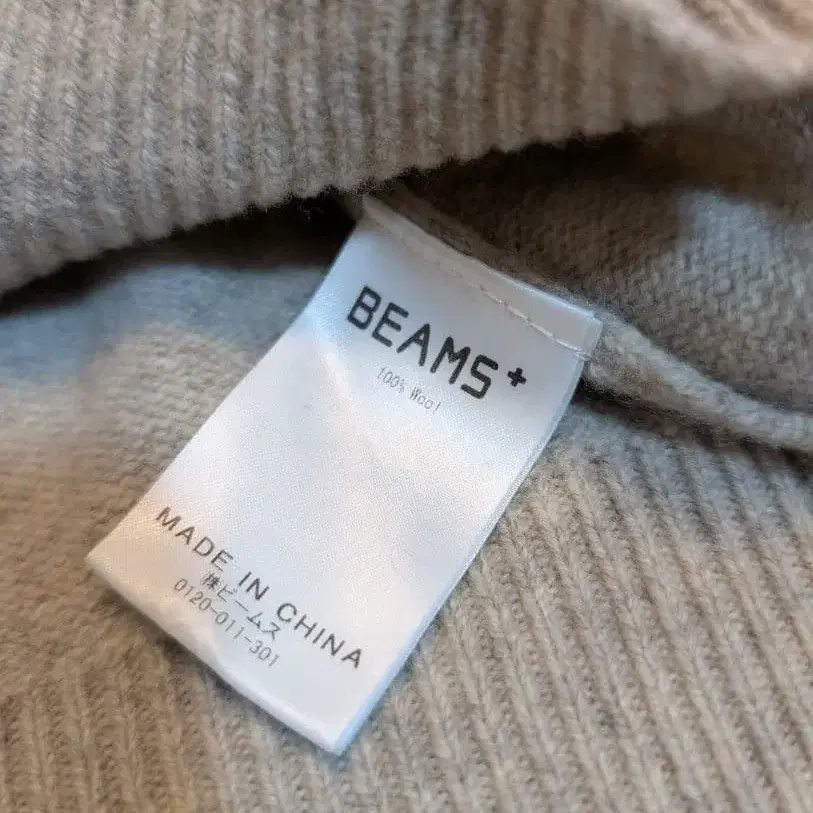 BEAMS+
100% Wool
MADE IN CHINA
㈱ビームス
0120-011-301